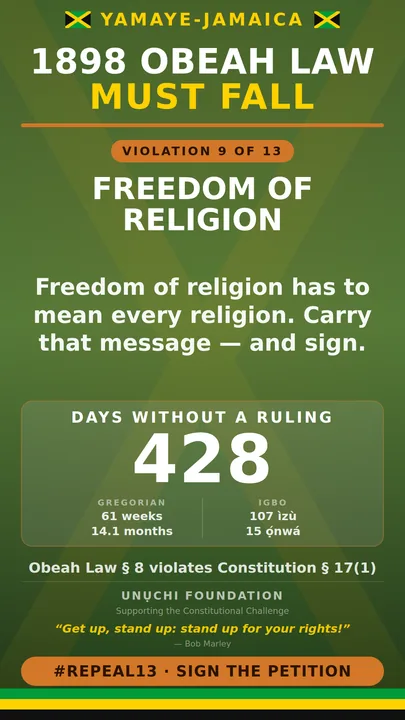 YAMAYE-JAMAICA
1898 OBEAH LAW
MUST FALL
VIOLATION 9 OF 13
FREEDOM OF
RELIGION
Freedom of religion has to
mean every religion. Carry
that message — and sign.
DAYS WITHOUT A RULING
428
GREGORIAN
61 weeks
14.1 months
IGBO
107 ìzù
15 ọ́nwá
Obeah Law § 8 violates Constitution § 17(1)
UNỤCHI FOUNDATION
Supporting the Constitutional Challenge
“Get up, stand up: stand up for your rights!”
— Bob Marley
#REPEAL13 · SIGN THE PETITION